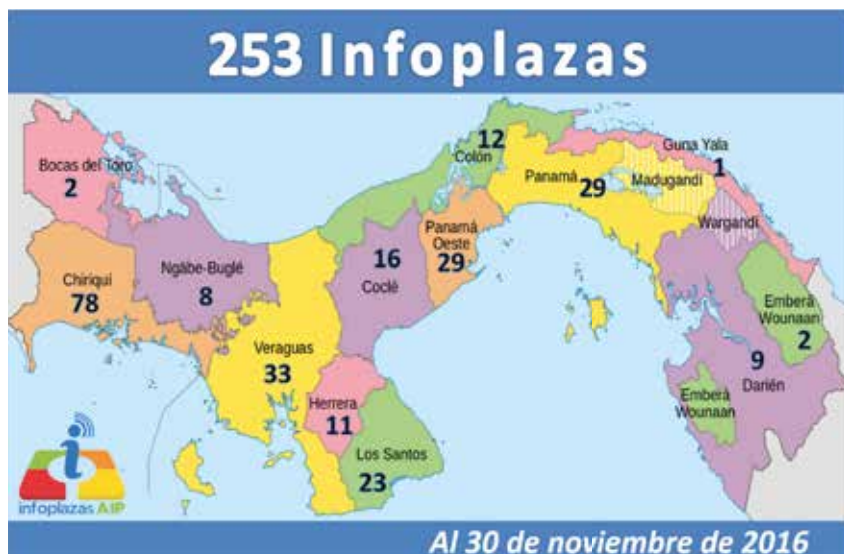 253 Infoplazas
Bocas del Toro
2
Chiriquí
78
Ngäbe-Buglé
8
Veraguas
33
Herrera
11
Los Santos
23
Coclé
16
Colón
12
Panamá
Oeste
29
Panamá
29
Guna Yala
1
Madugandí
Wargandí
Emberá
Wounaan
2
Darién
9
Emberá
Wounaan
infoplazas AIP
Al 30 de noviembre de 2016